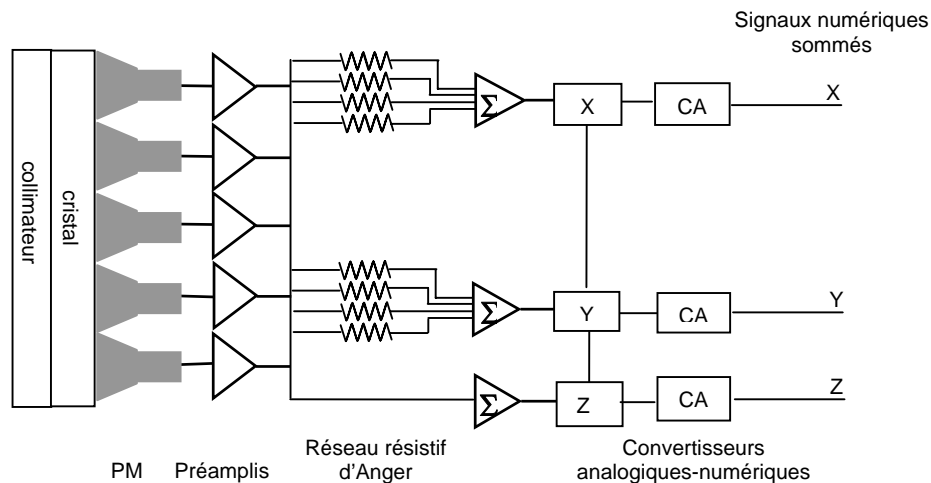 Signaux numériques
sommés
collimateur
cristal
Σ
X
CA
X
Σ
Y
CA
Y
Σ
Z
CA
Z
PM
Préamplis
Réseau résistif
d'Anger
Convertisseurs
analogiques-numériques